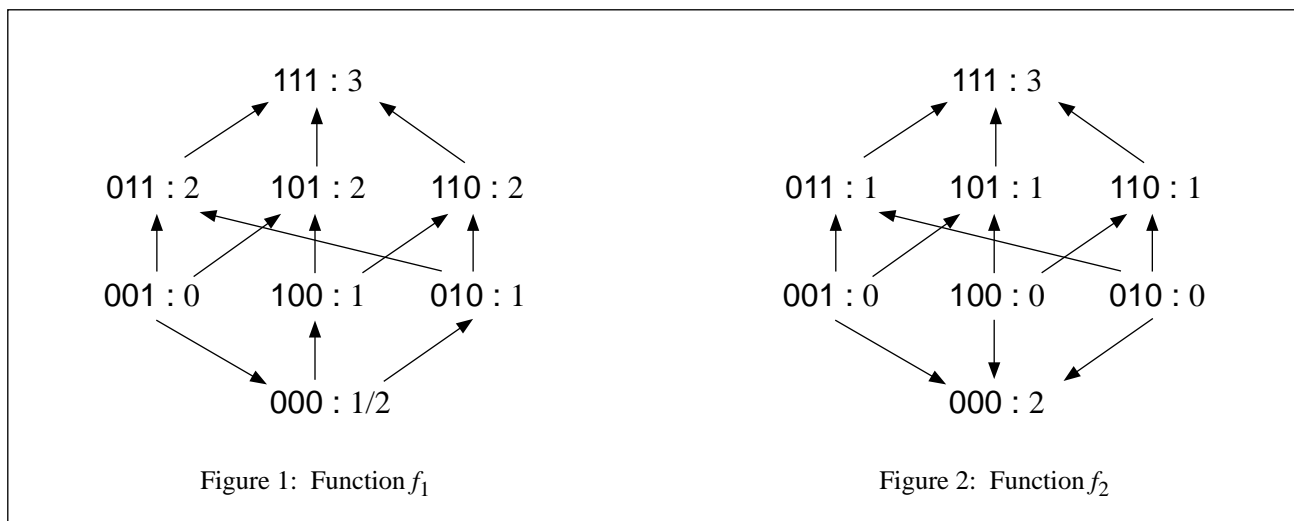 111 : 3
011 : 2 101 : 2 110 : 2
001 : 0 100 : 1 010 : 1
000 : 1/2
Figure 1: Function f1
111 : 3
011 : 1 101 : 1 110 : 1
001 : 0 100 : 0 010 : 0
000 : 2
Figure 2: Function f2